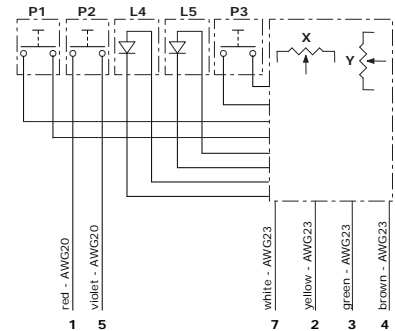 P1 P2 L4 L5 P3
X
Y
red - AWG20
violet - AWG20
white - AWG23
yellow - AWG23
green - AWG23
brown - AWG23
1 5 7 2 3 4